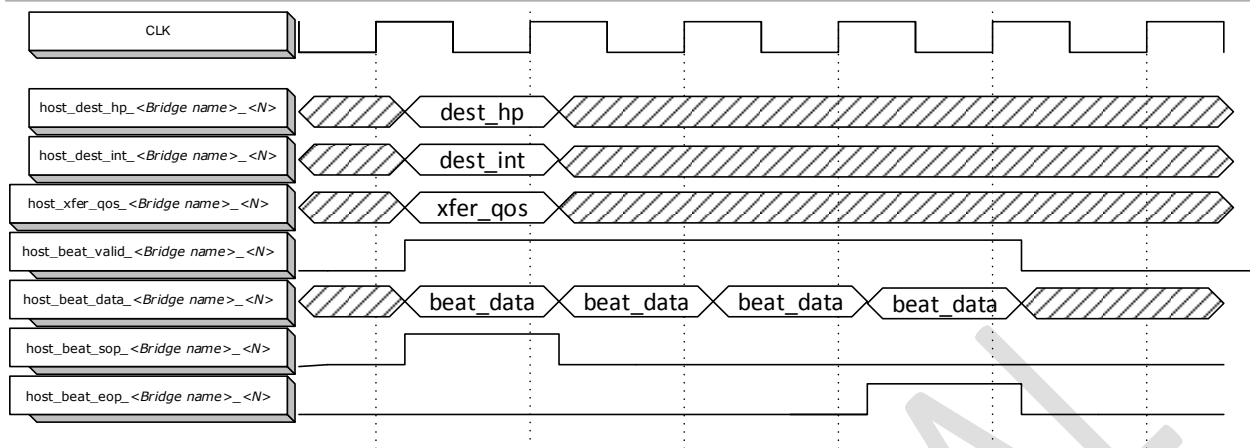 CLK
host_dest_hp_<Bridge name>_<N>
dest_hp
host_dest_int_<Bridge name>_<N>
dest_int
host_xfer_qos_<Bridge name>_<N>
xfer_qos
host_beat_valid_<Bridge name>_<N>
host_beat_data_<Bridge name>_<N>
beat_data beat_data beat_data beat_data
host_beat_sop_<Bridge name>_<N>
host_beat_eop_<Bridge name>_<N>